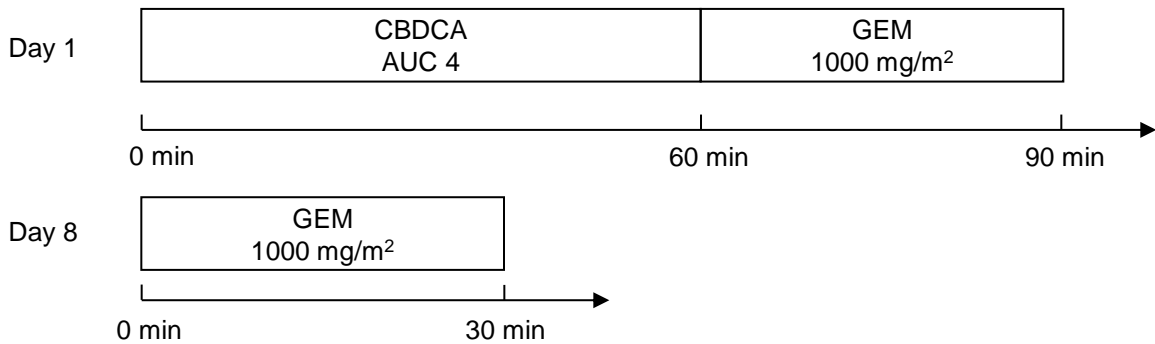 Day 1
CBDCA
AUC 4
GEM
1000 mg/m²
0 min
60 min
90 min
Day 8
GEM
1000 mg/m²
0 min
30 min